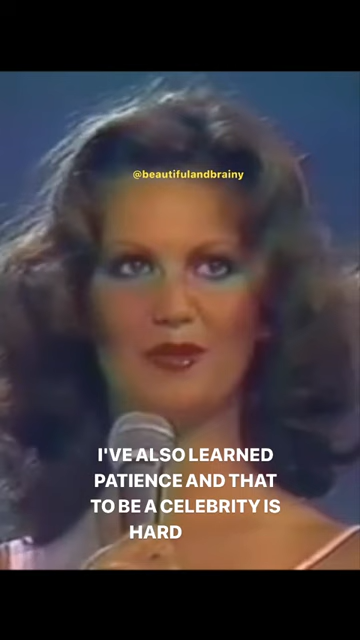 @beautifulandbrainy
I'VE ALSO LEARNED
PATIENCE AND THAT
TO BE A CELEBRITY IS
HARD